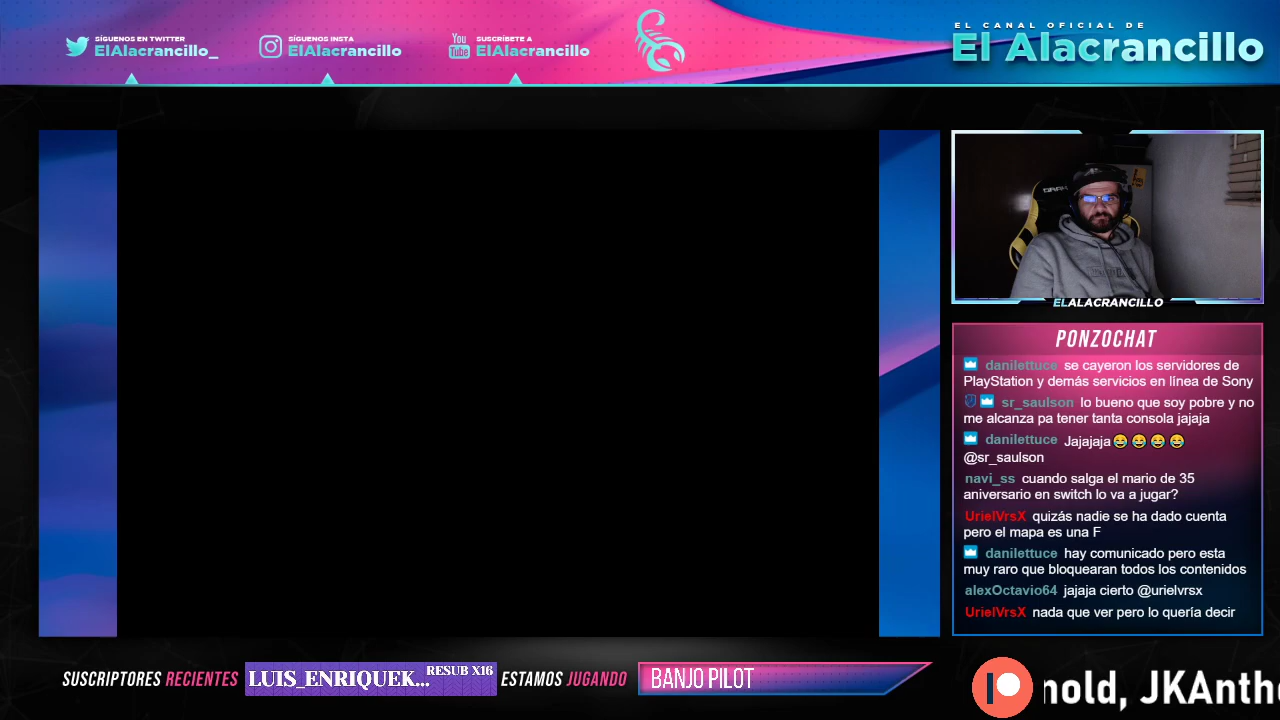 SÍGUENOS EN TWITTER
ElAlacrancillo_
SÍGUENOS INSTA
ElAlacrancillo
You
Tube
SUSCRÍBETE A
ElAlacrancillo
EL CANAL OFICIAL DE
El Alacrancillo
ELALACRANCILLO
PONZOCHAT
danilettuce se cayeron los servidores de
PlayStation y demás servicios en línea de Sony
sr_saulson lo bueno que soy pobre y no
me alcanza pa tener tanta consola jajaja
danilettuce Jajajaja😂😂😂😂
@sr_saulson
navi_ss cuando salga el mario de 35
aniversario en switch lo va a jugar?
UrielVrsX quizás nadie se ha dado cuenta
pero el mapa es una F
danilettuce hay comunicado pero esta
muy raro que bloquearan todos los contenidos
alexOctavio64 jajaja cierto @urielvrsx
UrielVrsX nada que ver pero lo quería decir
SUSCRIPTORES RECIENTES
LUIS_ENRIQUEK...
RESUB X16
ESTAMOS JUGANDO
BANJO PILOT
nold, JKAnth